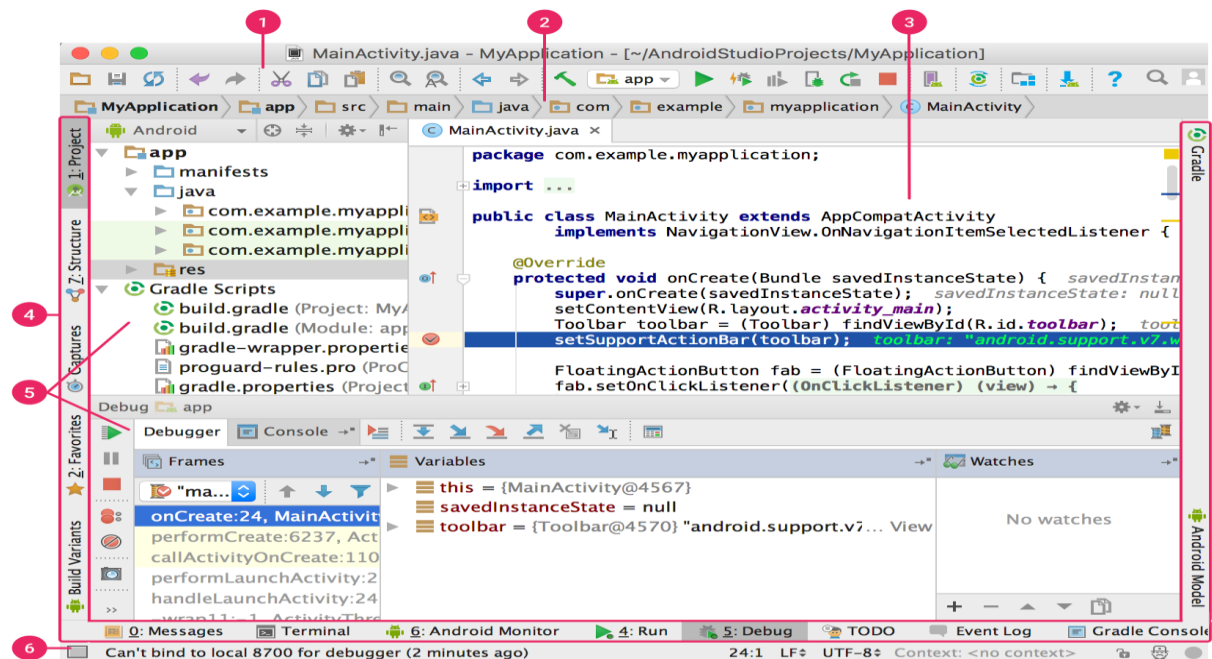 1 2 3
MainActivity.java - MyApplication - [~/AndroidStudioProjects/MyApplication]
app
MyApplication app src main java com example myapplication MainActivity
1: Project
Z: Structure
Captures
2: Favorites
Build Variants
4
5
6
Android
app
manifests
java
com.example.myappli
com.example.myappli
com.example.myappli
res
Gradle Scripts
build.gradle (Project: MyA
build.gradle (Module: app
gradle-wrapper.propertie
proguard-rules.pro (ProC
gradle.properties (Project
MainActivity.java ×
package com.example.myapplication;
import ...
public class MainActivity extends AppCompatActivity
implements NavigationView.OnNavigationItemSelectedListener {
@Override
protected void onCreate(Bundle savedInstanceState) { savedInstan
super.onCreate(savedInstanceState); savedInstanceState: null
setContentView(R.layout.activity_main);
Toolbar toolbar = (Toolbar) findViewById(R.id.toolbar); tool
setSupportActionBar(toolbar); toolbar: "android.support.v7.w
FloatingActionButton fab = (FloatingActionButton) findViewByI
fab.setOnClickListener((OnClickListener) (view) → {
Gradle
Android Model
Debug app
Debugger Console
Frames
Variables
Watches
"ma...
onCreate:24, MainActivit
performCreate:6237, Act
callActivityOnCreate:110
performLaunchActivity:2
handleLaunchActivity:24
-wrap11:-1, ActivityThre
this = {MainActivity@4567}
savedInstanceState = null
toolbar = {Toolbar@4570} "android.support.v7... View
No watches
0: Messages Terminal 6: Android Monitor 4: Run 5: Debug TODO Event Log Gradle Console
Can't bind to local 8700 for debugger (2 minutes ago) 24:1 LF UTF-8 Context: <no context>